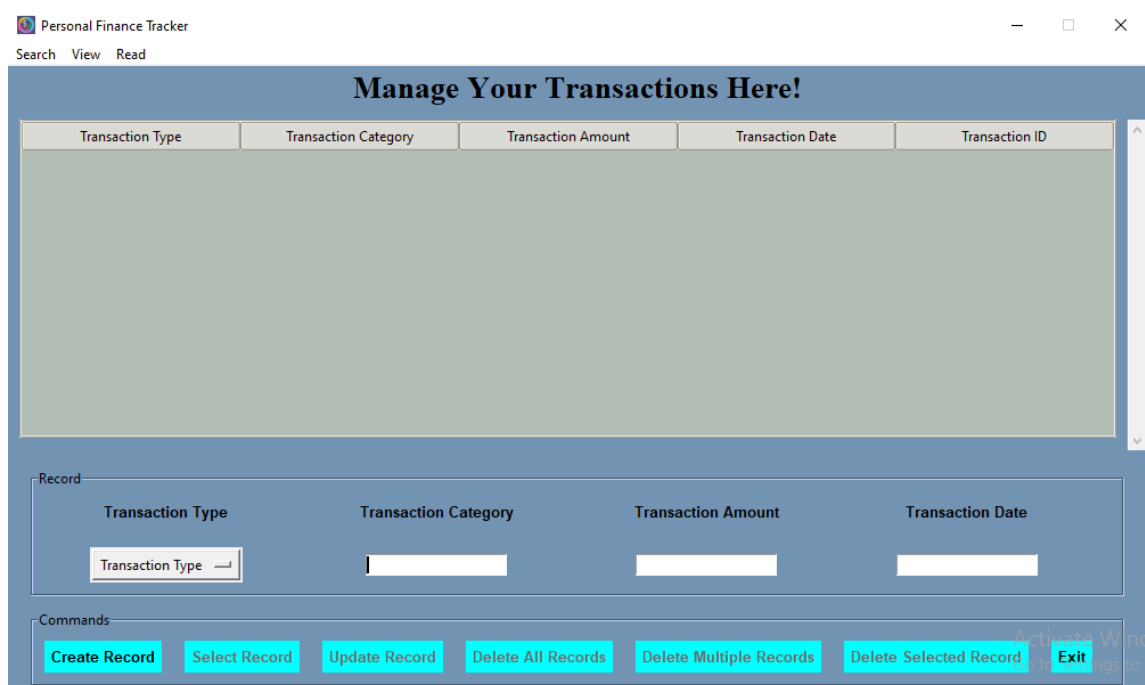 Personal Finance Tracker
Search View Read
Manage Your Transactions Here!
Transaction Type Transaction Category Transaction Amount Transaction Date Transaction ID
Record
Transaction Type Transaction Category Transaction Amount Transaction Date
Transaction Type
Commands
Activate
Create Record Select Record Update Record Delete All Records Delete Multiple Records Delete Selected Record Exit